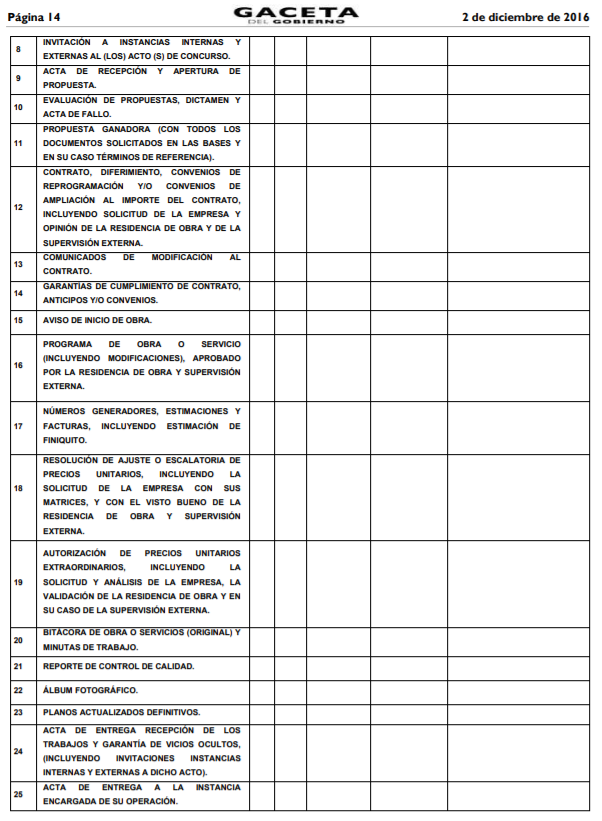 Página 14
GACETA
DEL GOBIERNO
2 de diciembre de 2016
8
INVITACIÓN A INSTANCIAS INTERNAS Y
EXTERNAS AL (LOS) ACTO (S) DE CONCURSO.
9
ACTA DE RECEPCIÓN Y APERTURA DE
PROPUESTA.
10
EVALUACIÓN DE PROPUESTAS, DICTAMEN Y
ACTA DE FALLO.
11
PROPUESTA GANADORA (CON TODOS LOS
DOCUMENTOS SOLICITADOS EN LAS BASES Y
EN SU CASO TÉRMINOS DE REFERENCIA).
12
CONTRATO, DIFERIMIENTO, CONVENIOS DE
REPROGRAMACIÓN Y/O CONVENIOS DE
AMPLIACIÓN AL IMPORTE DEL CONTRATO,
INCLUYENDO SOLICITUD DE LA EMPRESA Y
OPINIÓN DE LA RESIDENCIA DE OBRA Y DE LA
SUPERVISIÓN EXTERNA.
13
COMUNICADOS DE MODIFICACIÓN AL
CONTRATO.
14
GARANTÍAS DE CUMPLIMIENTO DE CONTRATO,
ANTICIPOS Y/O CONVENIOS.
15
AVISO DE INICIO DE OBRA.
16
PROGRAMA DE OBRA O SERVICIO
(INCLUYENDO MODIFICACIONES), APROBADO
POR LA RESIDENCIA DE OBRA Y SUPERVISIÓN
EXTERNA.
17
NÚMEROS GENERADORES, ESTIMACIONES Y
FACTURAS, INCLUYENDO ESTIMACIÓN DE
FINIQUITO.
18
RESOLUCIÓN DE AJUSTE O ESCALATORIA DE
PRECIOS UNITARIOS, INCLUYENDO LA
SOLICITUD DE LA EMPRESA CON SUS
MATRICES, Y CON EL VISTO BUENO DE LA
RESIDENCIA DE OBRA Y SUPERVISIÓN
EXTERNA.
19
AUTORIZACIÓN DE PRECIOS UNITARIOS
EXTRAORDINARIOS, INCLUYENDO LA
SOLICITUD Y ANÁLISIS DE LA EMPRESA, LA
VALIDACIÓN DE LA RESIDENCIA DE OBRA Y EN
SU CASO DE LA SUPERVISIÓN EXTERNA.
20
BITÁCORA DE OBRA O SERVICIOS (ORIGINAL) Y
MINUTAS DE TRABAJO.
21
REPORTE DE CONTROL DE CALIDAD.
22
ÁLBUM FOTOGRÁFICO.
23
PLANOS ACTUALIZADOS DEFINITIVOS.
24
ACTA DE ENTREGA RECEPCIÓN DE LOS
TRABAJOS Y GARANTÍA DE VICIOS OCULTOS,
(INCLUYENDO INVITACIONES INSTANCIAS
INTERNAS Y EXTERNAS A DICHO ACTO).
25
ACTA DE ENTREGA A LA INSTANCIA
ENCARGADA DE SU OPERACIÓN.